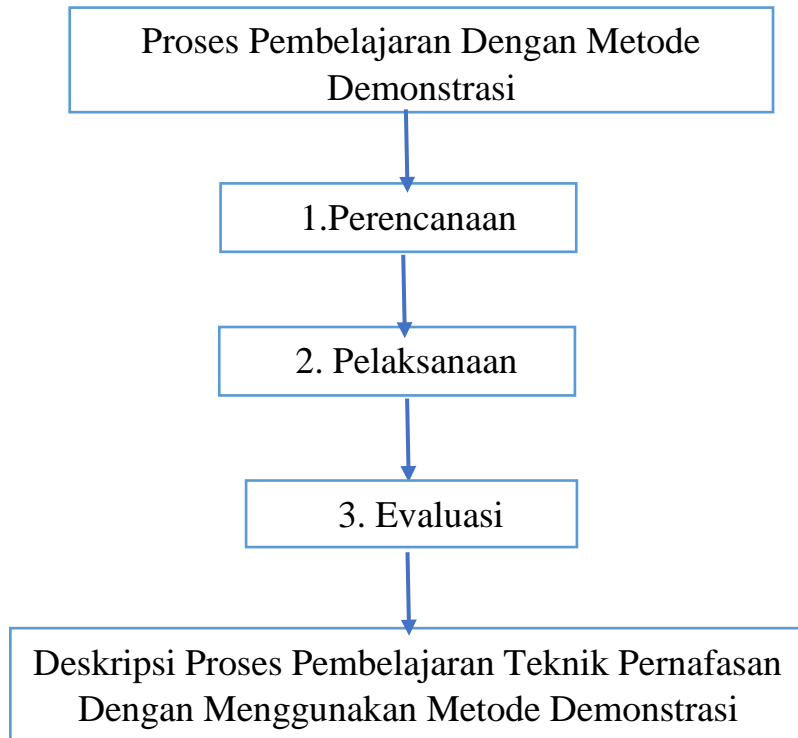 Proses Pembelajaran Dengan Metode
Demonstrasi
1.Perencanaan
2. Pelaksanaan
3. Evaluasi
Deskripsi Proses Pembelajaran Teknik Pernafasan
Dengan Menggunakan Metode Demonstrasi